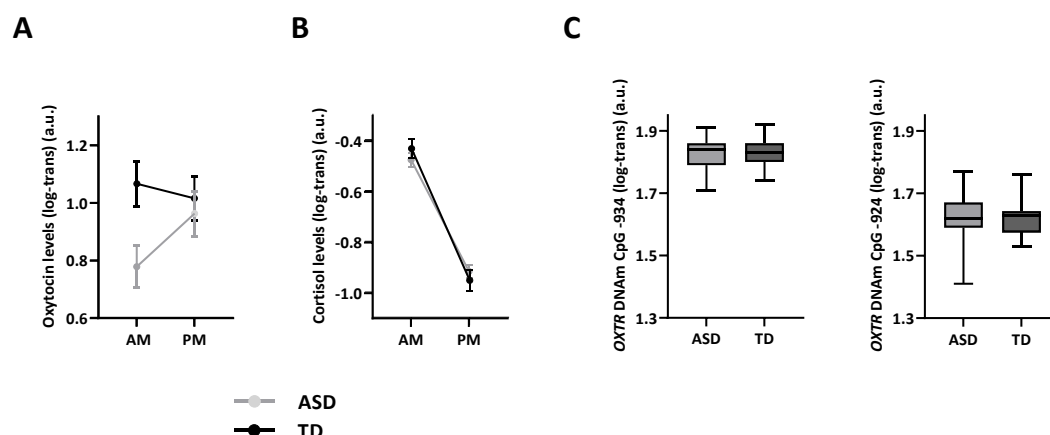 A
B
C
Oxytocin levels (log-trans) (a.u.)
1.2
1.0
0.8
0.6
AM
PM
Cortisol levels (log-trans) (a.u.)
-0.4
-0.6
-0.8
-1.0
AM
PM
OXTR DNAm CpG -934 (log-trans) (a.u.)
1.9
1.7
1.5
1.3
ASD
TD
OXTR DNAm CpG -924 (log-trans) (a.u.)
1.9
1.7
1.5
1.3
ASD
TD
ASD
TD